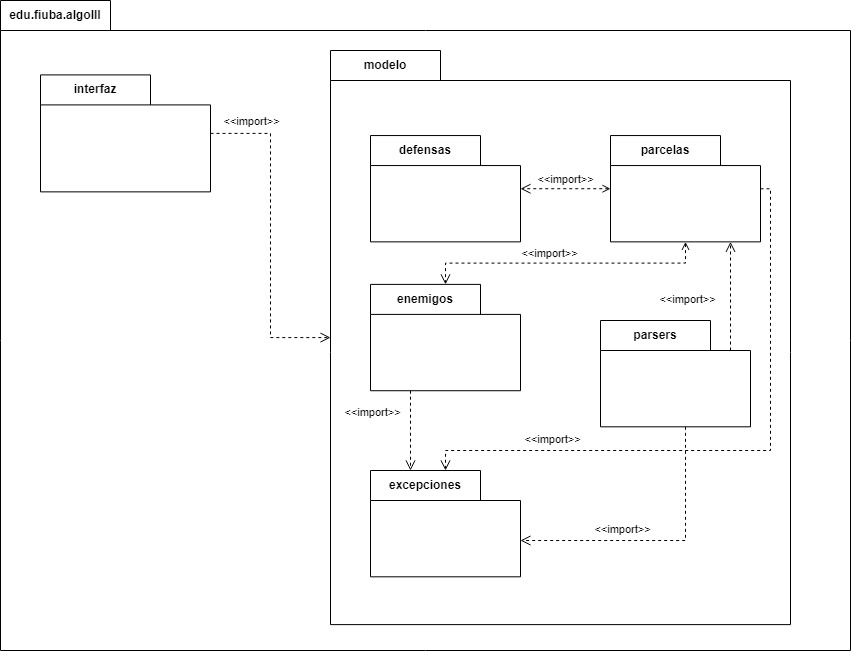 edu.fiuba.algoIII
modelo
interfaz
<<import>>
defensas
parcelas
<<import>>
<<import>>
enemigos
<<import>>
parsers
<<import>>
<<import>>
excepciones
<<import>>